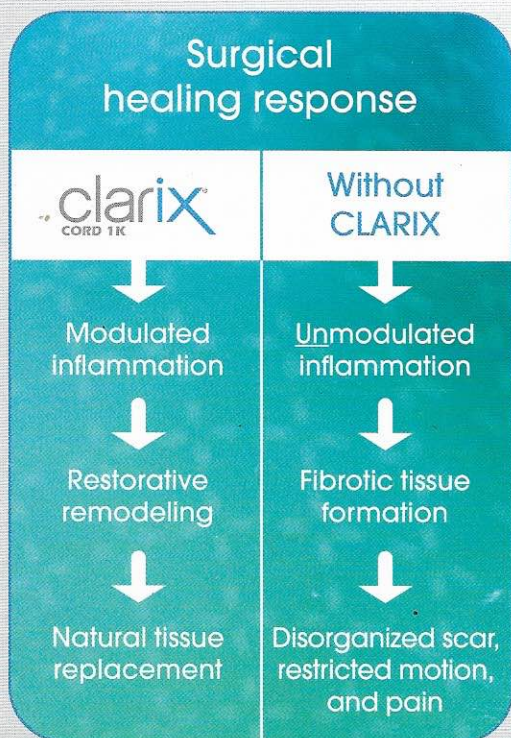 Surgical
healing response
clarix
CORD 1K
Without
CLARIX
Modulated
inflammation
Unmodulated
inflammation
Restorative
remodeling
Fibrotic tissue
formation
Natural tissue
replacement
Disorganized scar,
restricted motion,
and pain